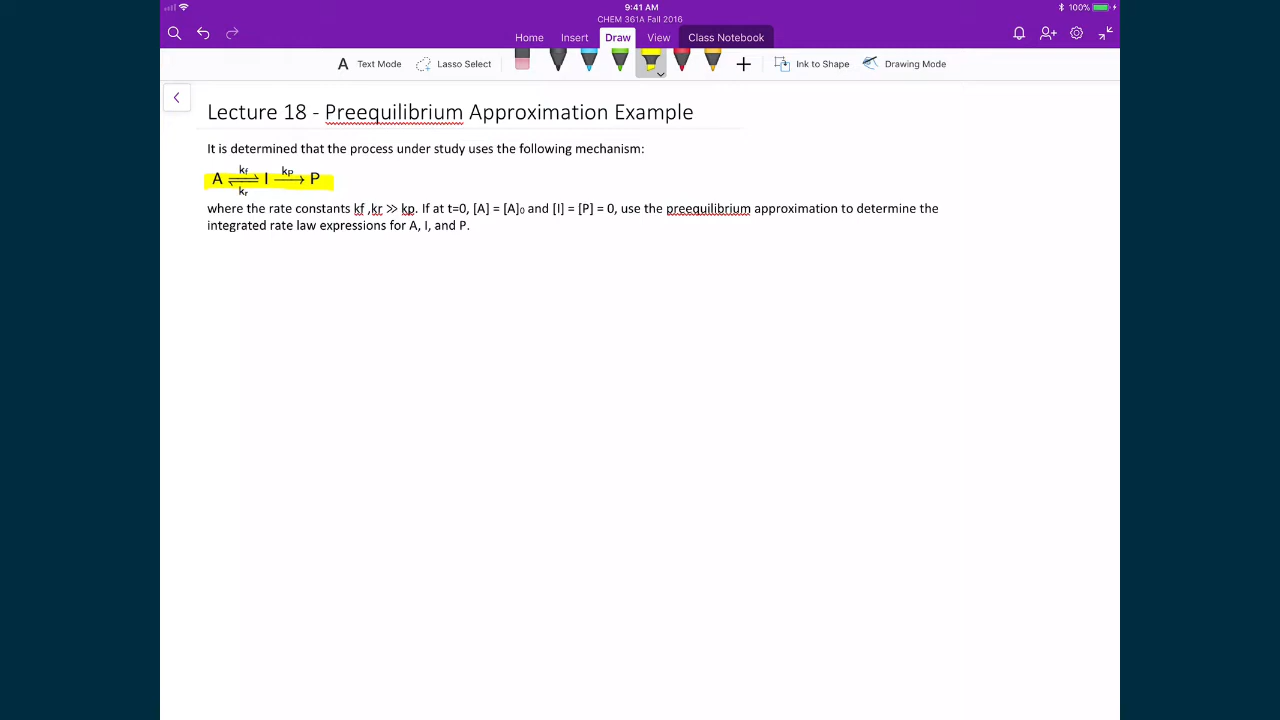 9:41 AM
100%
CHEM 361A Fall 2016
Home Insert Draw View Class Notebook
A Text Mode Lasso Select Ink to Shape Drawing Mode
Lecture 18 - Preequilibrium Approximation Example
It is determined that the process under study uses the following mechanism:
kf kp
A ⇌ I → P
kr
where the rate constants kf ,kr ≫ kp. If at t=0, [A] = [A]₀ and [I] = [P] = 0, use the preequilibrium approximation to determine the
integrated rate law expressions for A, I, and P.